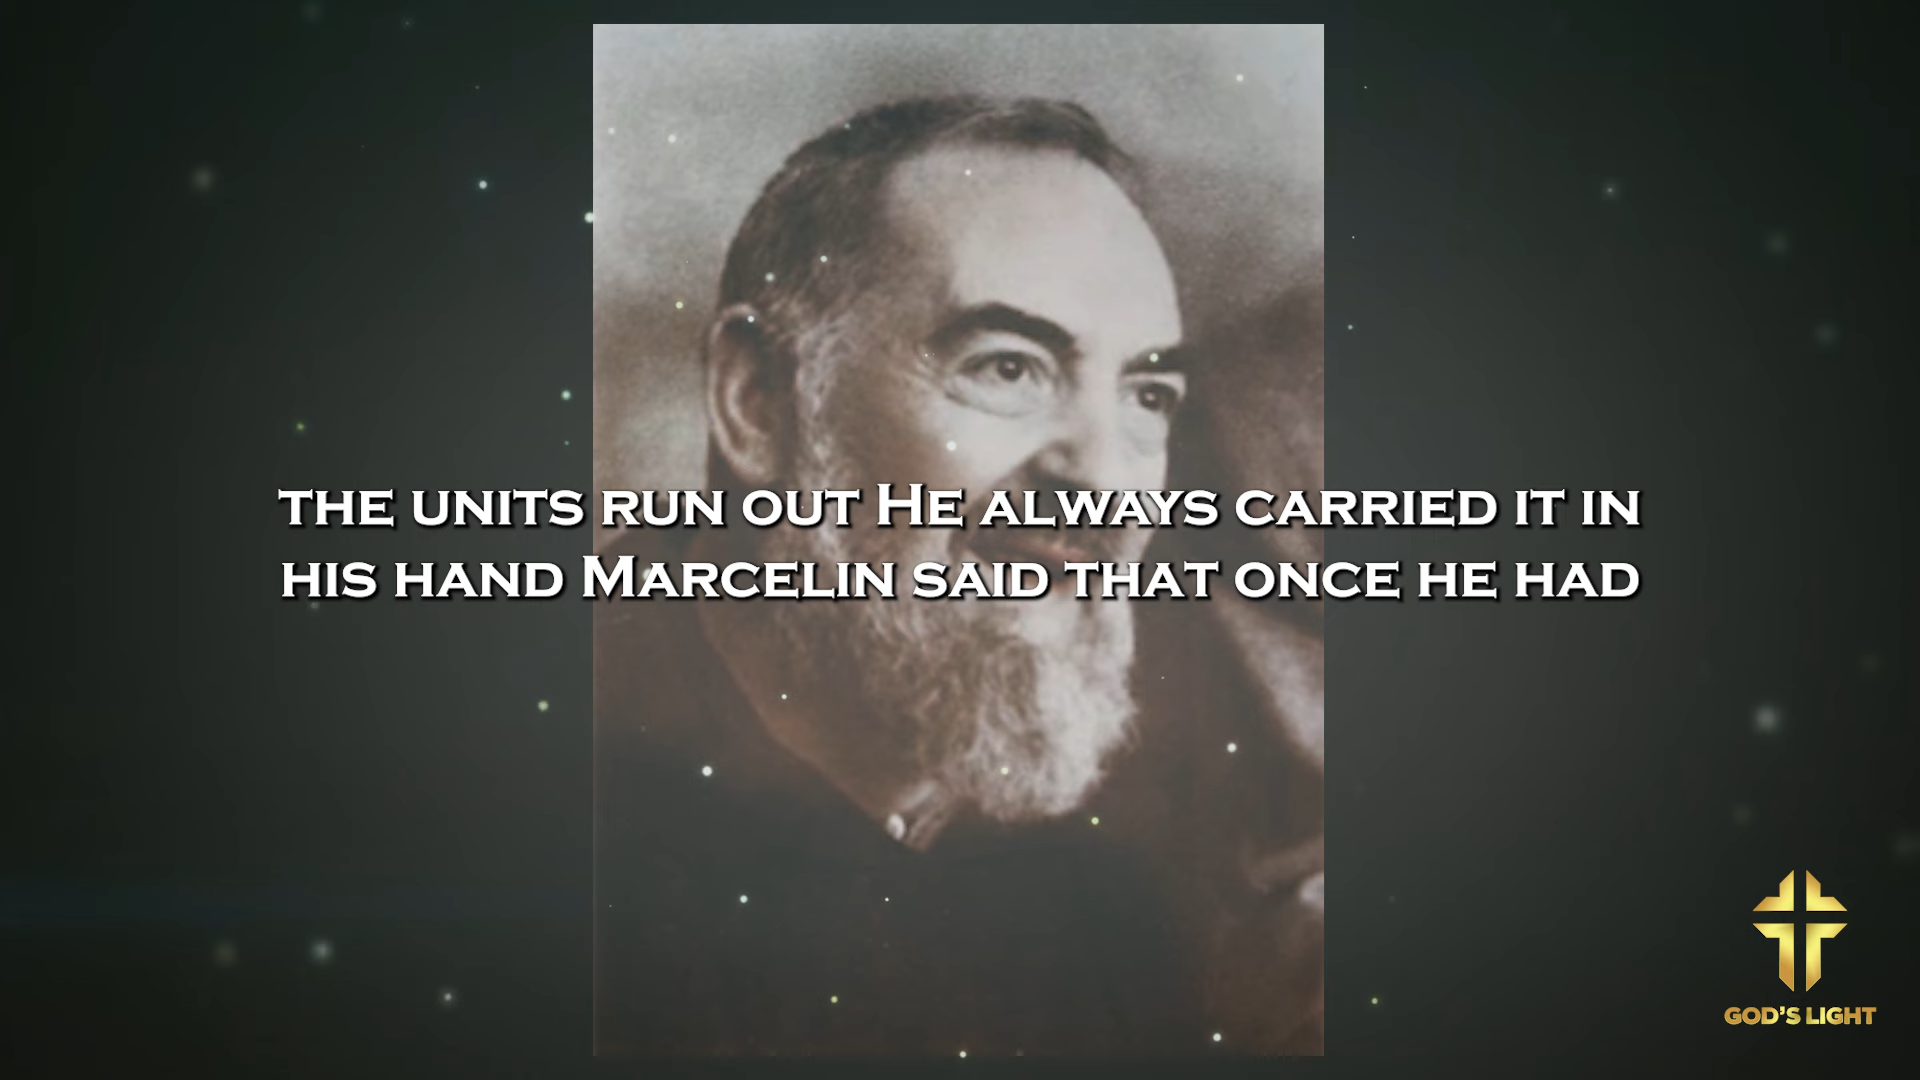 THE UNITS RUN OUT HE ALWAYS CARRIED IT IN
HIS HAND MARCELIN SAID THAT ONCE HE HAD
GOD'S LIGHT